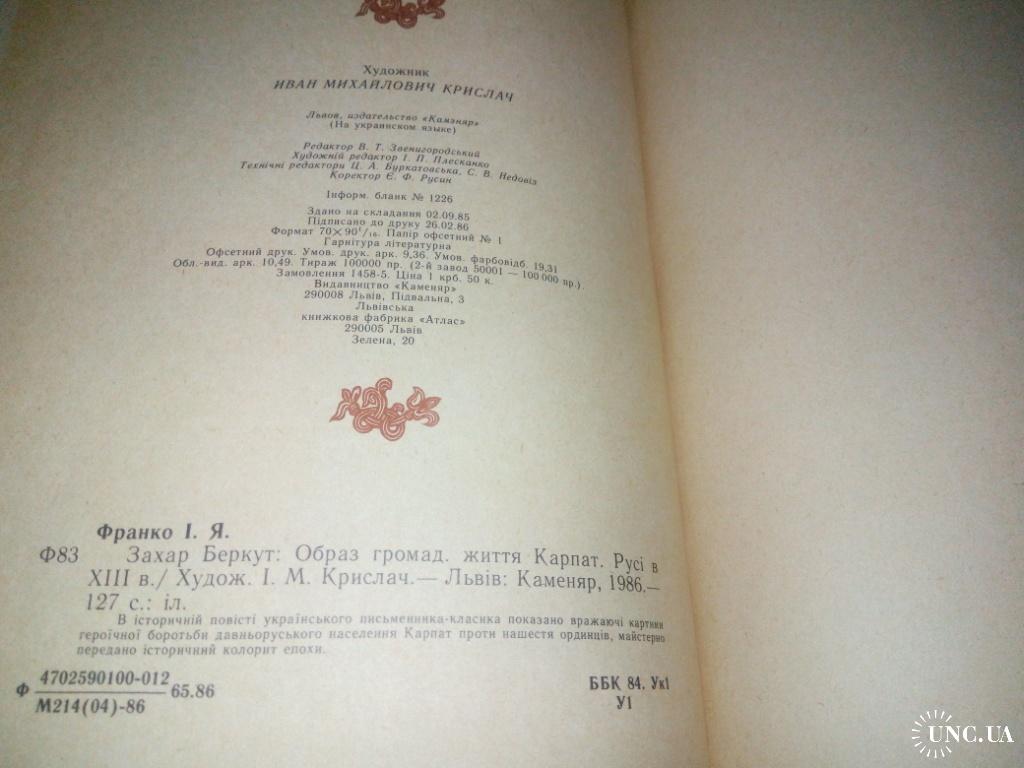 Художник
ИВАН МИХАЙЛОВИЧ КРИСЛАЧ
Львов, издательство «Камэняр»
(На украинском языке)
Редактор В. Т. Звенигородський
Художній редактор І. П. Плесканко
Технічні редактори Ц. А. Буркатовська, С. В. Недовіз
Коректор Є. Ф. Русин
Інформ. бланк № 1226
Здано на складання 02.09.85
Підписано до друку 26.02.86
Формат 70×90¹/₁₆. Папір офсетний № 1
Гарнітура літературна
Офсетний друк. Умов. друк. арк. 9,36. Умов. фарбовідб. 19,31
Обл.-вид. арк. 10,49. Тираж 100000 пр. (2-й завод 50001 — 100 000 пр.).
Замовлення 1458-5. Ціна 1 крб. 50 к.
Видавництво «Каменяр»
290008 Львів, Підвальна, 3
Львівська
книжкова фабрика «Атлас»
290005 Львів
Зелена, 20
Франко І. Я.
Ф83 Захар Беркут: Образ громад. життя Карпат. Русі в
XIII в./ Худож. І. М. Крислач.— Львів: Каменяр, 1986.—
127 с.: іл.
В історичній повісті українського письменника-класика показано вражаючі картини
героїчної боротьби давньоруського населення Карпат проти нашестя ординців, майстерно
передано історичний колорит епохи.
Ф 4702590100-012 65.86
М214(04)-86
ББК 84. Ук1
У1
UNC.UA